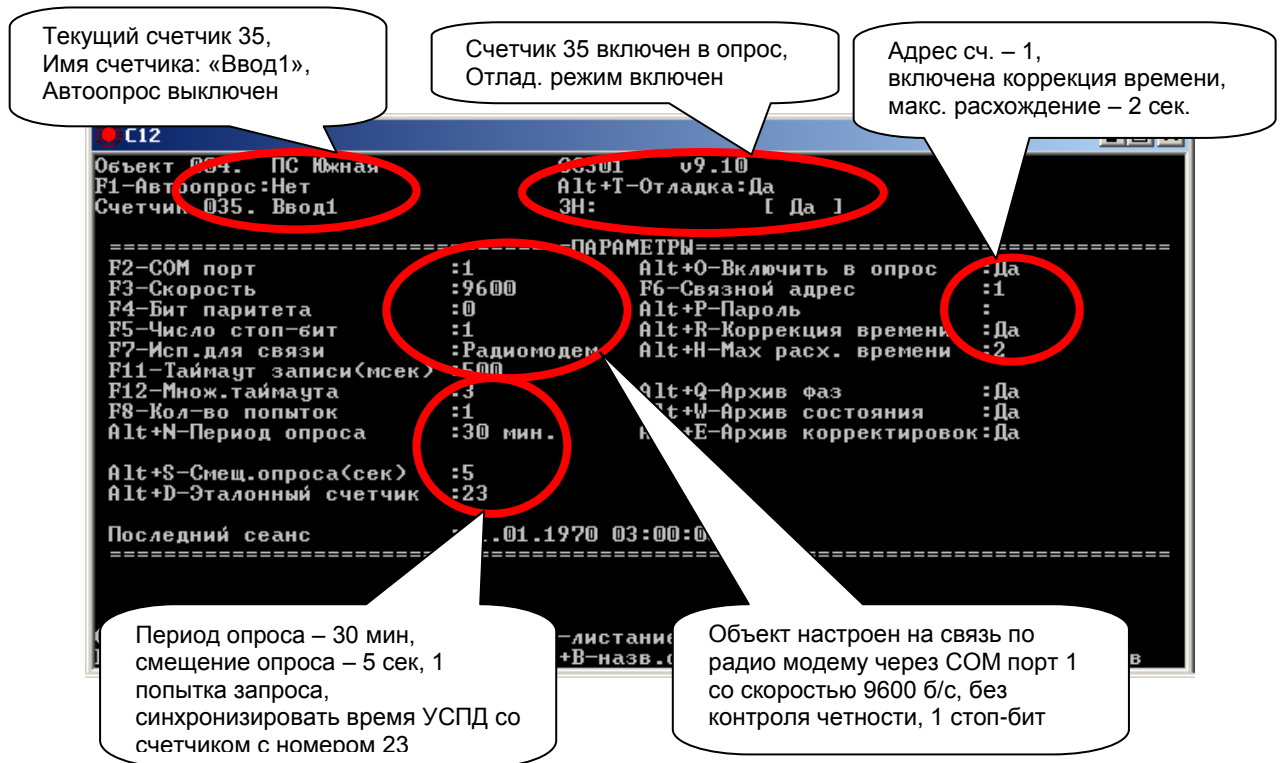 Текущий счетчик 35,
Имя счетчика: «Ввод1»,
Автоопрос выключен
Счетчик 35 включен в опрос,
Отлад. режим включен
Адрес сч. – 1,
включена коррекция времени,
макс. расхождение – 2 сек.
C12
Объект 034. ПС Южная v9.10
F1-Автоопрос:Нет Alt+T-Отладка:Да
Счетчик 035. Ввод1 ЗН: [ Да ]
ПАРАМЕТРЫ
F2-COM порт :1 Alt+O-Включить в опрос :Да
F3-Скорость :9600 F6-Связной адрес :1
F4-Бит паритета :0 Alt+P-Пароль :
F5-Число стоп-бит :1 Alt+R-Коррекция времени :Да
F7-Исп.для связи :Радиомодем Alt+H-Max расх. времени :2
F11-Таймаут записи(мсек) :500
F12-Множ.таймаута :3 Alt+Q-Архив фаз :Да
F8-Кол-во попыток :1 Alt+W-Архив состояния :Да
Alt+N-Период опроса :30 мин. Alt+E-Архив корректировок:Да
Alt+S-Смещ.опроса(сек) :5
Alt+D-Эталонный счетчик :23
Последний сеанс .01.1970 03:00:0
-листание
+B-назв. в
Период опроса – 30 мин,
смещение опроса – 5 сек, 1
попытка запроса,
синхронизировать время УСПД со
счетчиком с номером 23
Объект настроен на связь по
радио модему через COM порт 1
со скоростью 9600 б/с, без
контроля четности, 1 стоп-бит